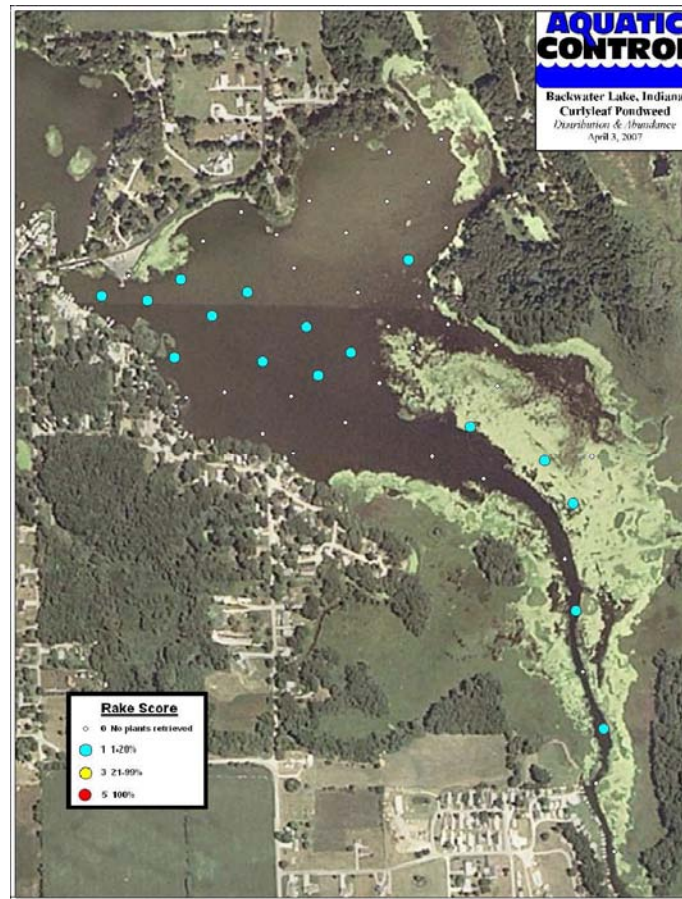 AQUATIC
CONTROL
Backwater Lake, Indiana
Curlyleaf Pondweed
Distribution & Abundance
April 3, 2007
Rake Score
0 No plants retrieved
1 1-20%
3 21-99%
5 100%